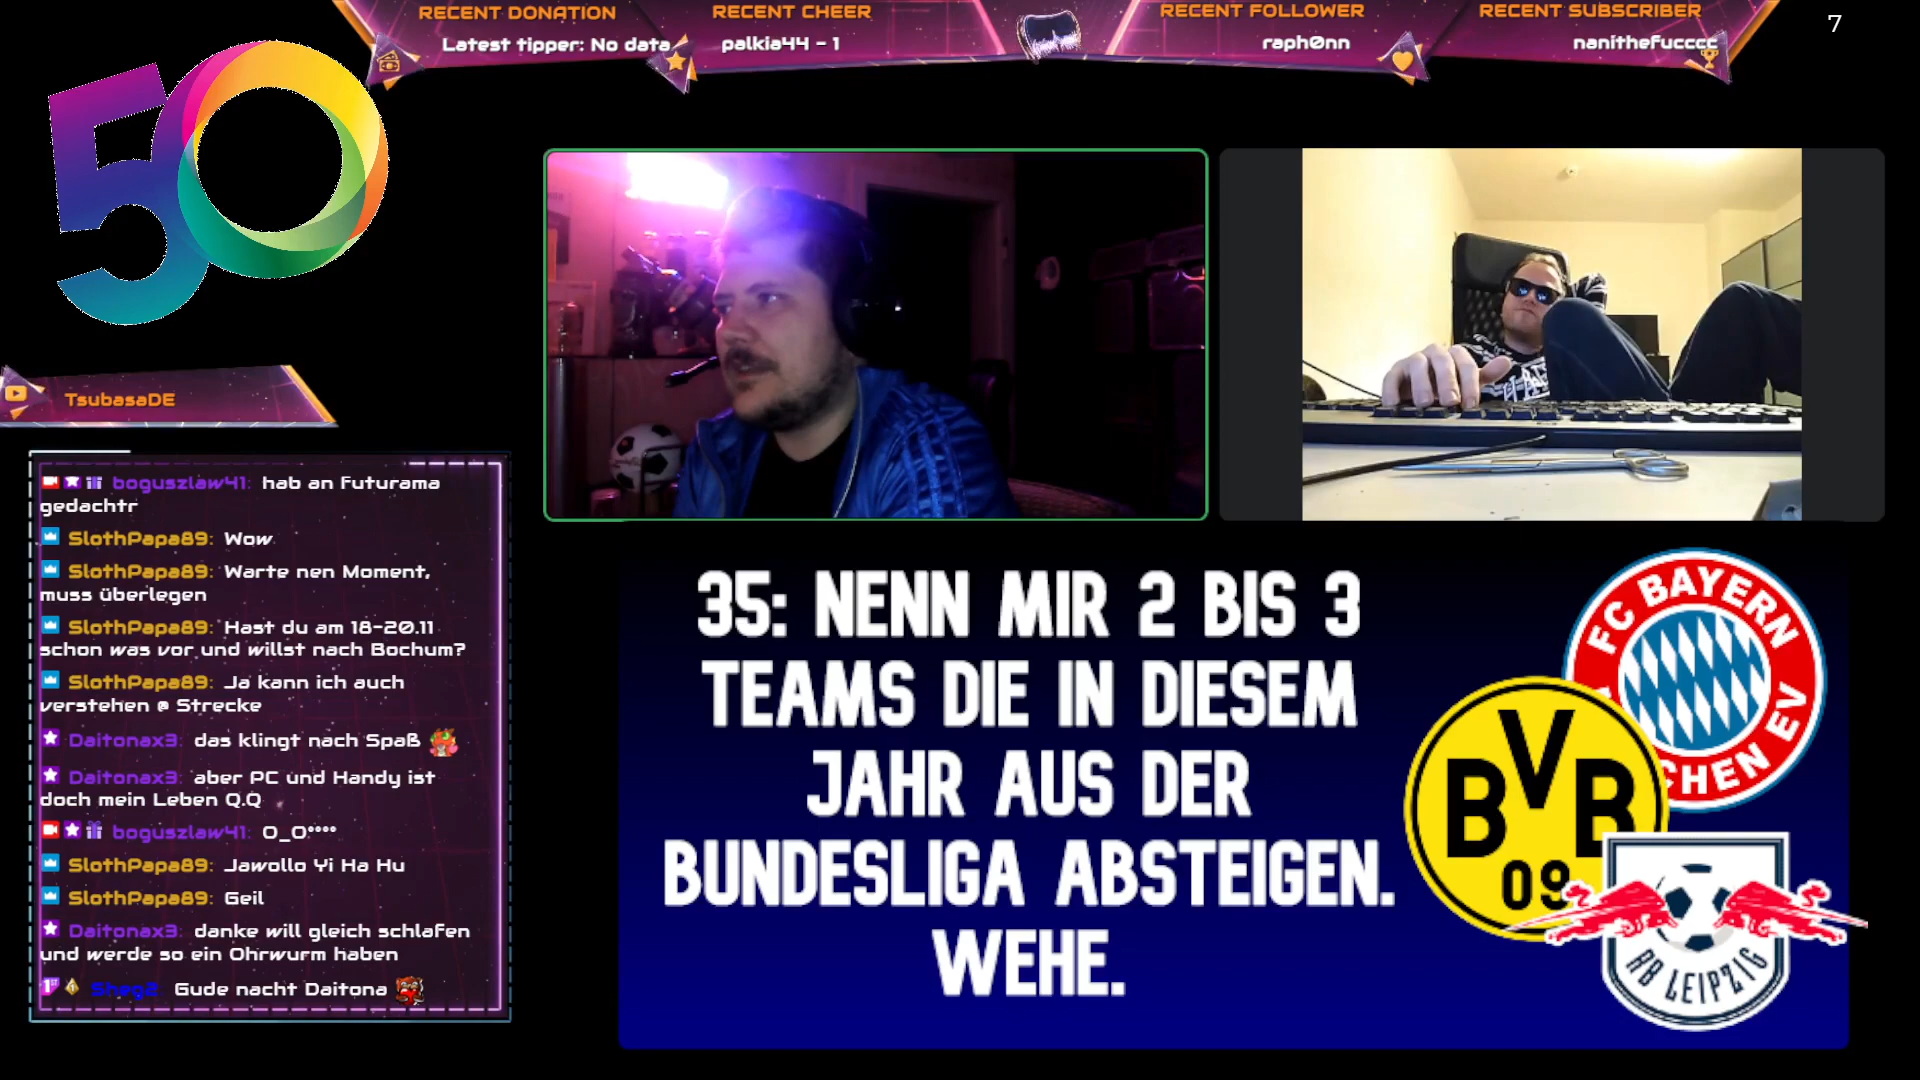 RECENT DONATION
Latest tipper: No data
RECENT CHEER
palkia44 - 1
RECENT FOLLOWER
raph0nn
RECENT SUBSCRIBER
nanithefucccc
7
50
TsubasaDE
boguszlaw41: hab an Futurama
gedachtr
SlothPapa89: Wow
SlothPapa89: Warte nen Moment,
muss überlegen
SlothPapa89: Hast du am 18-20.11
schon was vor und willst nach Bochum?
SlothPapa89: Ja kann ich auch
verstehen @ Strecke
Daitonax3: das klingt nach Spaß
Daitonax3: aber PC und Handy ist
doch mein Leben Q.Q
boguszlaw41: O_O****
SlothPapa89: Jawollo Yi Ha Hu
SlothPapa89: Geil
Daitonax3: danke will gleich schlafen
und werde so ein Ohrwurm haben
Gude nacht Daitona
35: NENN MIR 2 BIS 3
TEAMS DIE IN DIESEM
JAHR AUS DER
BUNDESLIGA ABSTEIGEN.
WEHE.
FC BAYERN
CHEN EV
BVB
09
RB LEIPZIG